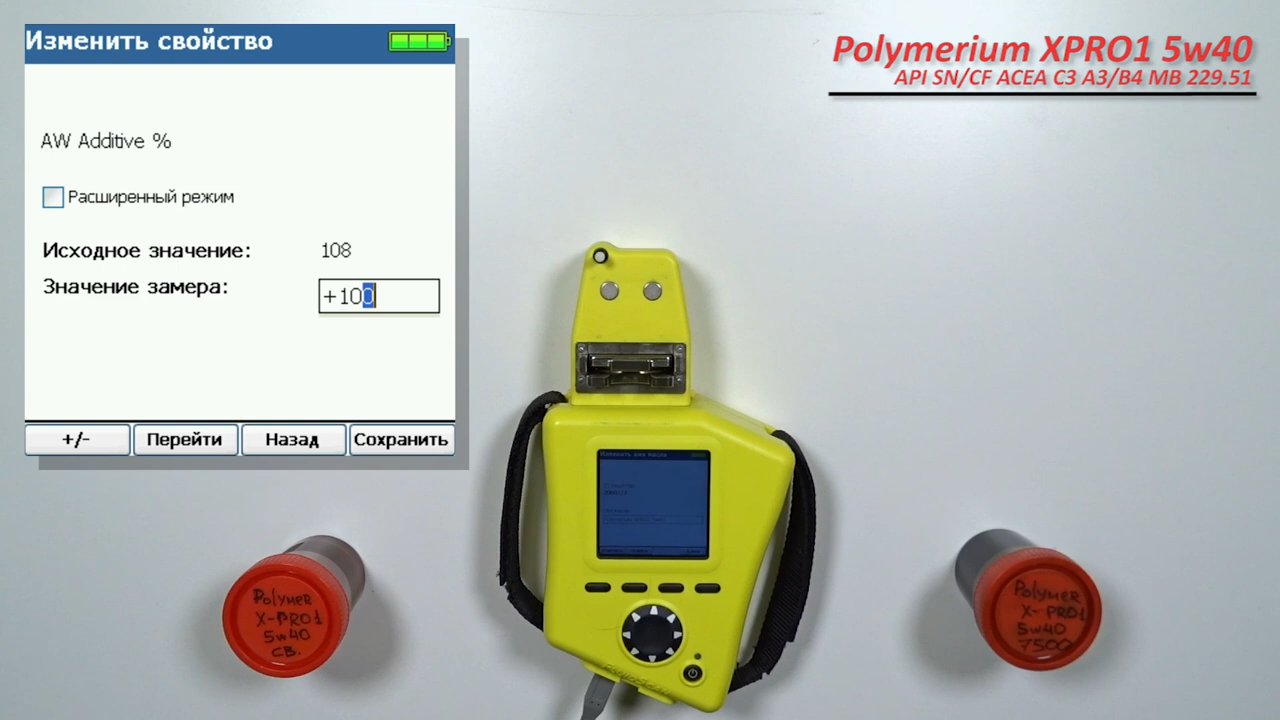 Изменить свойство
AW Additive %
Расширенный режим
Исходное значение: 108
Значение замера: +100
+/- Перейти Назад Сохранить
Polymerium XPRO1 5w40
API SN/CF ACEA C3 A3/B4 MB 229.51
Polymer
X-PRO1
5w40
СВ.
Polymer
X-PRO1
5w40
7500